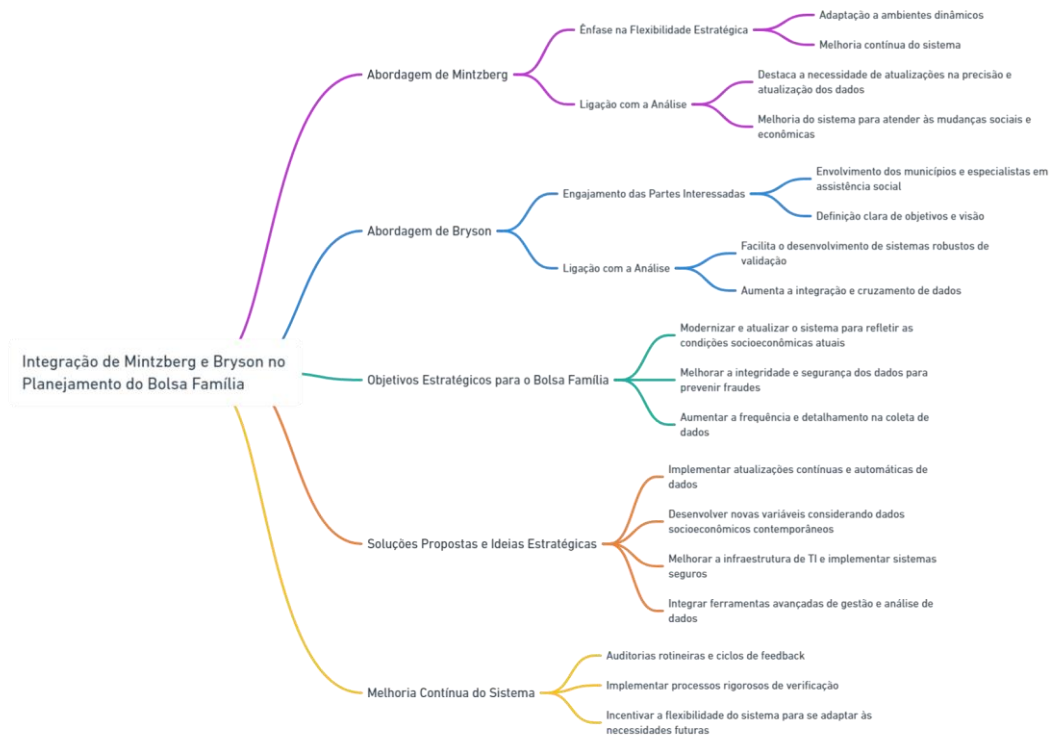 Integração de Mintzberg e Bryson no
Planejamento do Bolsa Família
Abordagem de Mintzberg
Ênfase na Flexibilidade Estratégica
Adaptação a ambientes dinâmicos
Melhoria contínua do sistema
Ligação com a Análise
Destaca a necessidade de atualizações na precisão e
atualização dos dados
Melhoria do sistema para atender às mudanças sociais e
econômicas
Abordagem de Bryson
Engajamento das Partes Interessadas
Envolvimento dos municípios e especialistas em
assistência social
Definição clara de objetivos e visão
Ligação com a Análise
Facilita o desenvolvimento de sistemas robustos de
validação
Aumenta a integração e cruzamento de dados
Objetivos Estratégicos para o Bolsa Família
Modernizar e atualizar o sistema para refletir as
condições socioeconômicas atuais
Melhorar a integridade e segurança dos dados para
prevenir fraudes
Aumentar a frequência e detalhamento na coleta de
dados
Soluções Propostas e Ideias Estratégicas
Implementar atualizações contínuas e automáticas de
dados
Desenvolver novas variáveis considerando dados
socioeconômicos contemporâneos
Melhorar a infraestrutura de TI e implementar sistemas
seguros
Integrar ferramentas avançadas de gestão e análise de
dados
Melhoria Contínua do Sistema
Auditorias rotineiras e ciclos de feedback
Implementar processos rigorosos de verificação
Incentivar a flexibilidade do sistema para se adaptar às
necessidades futuras